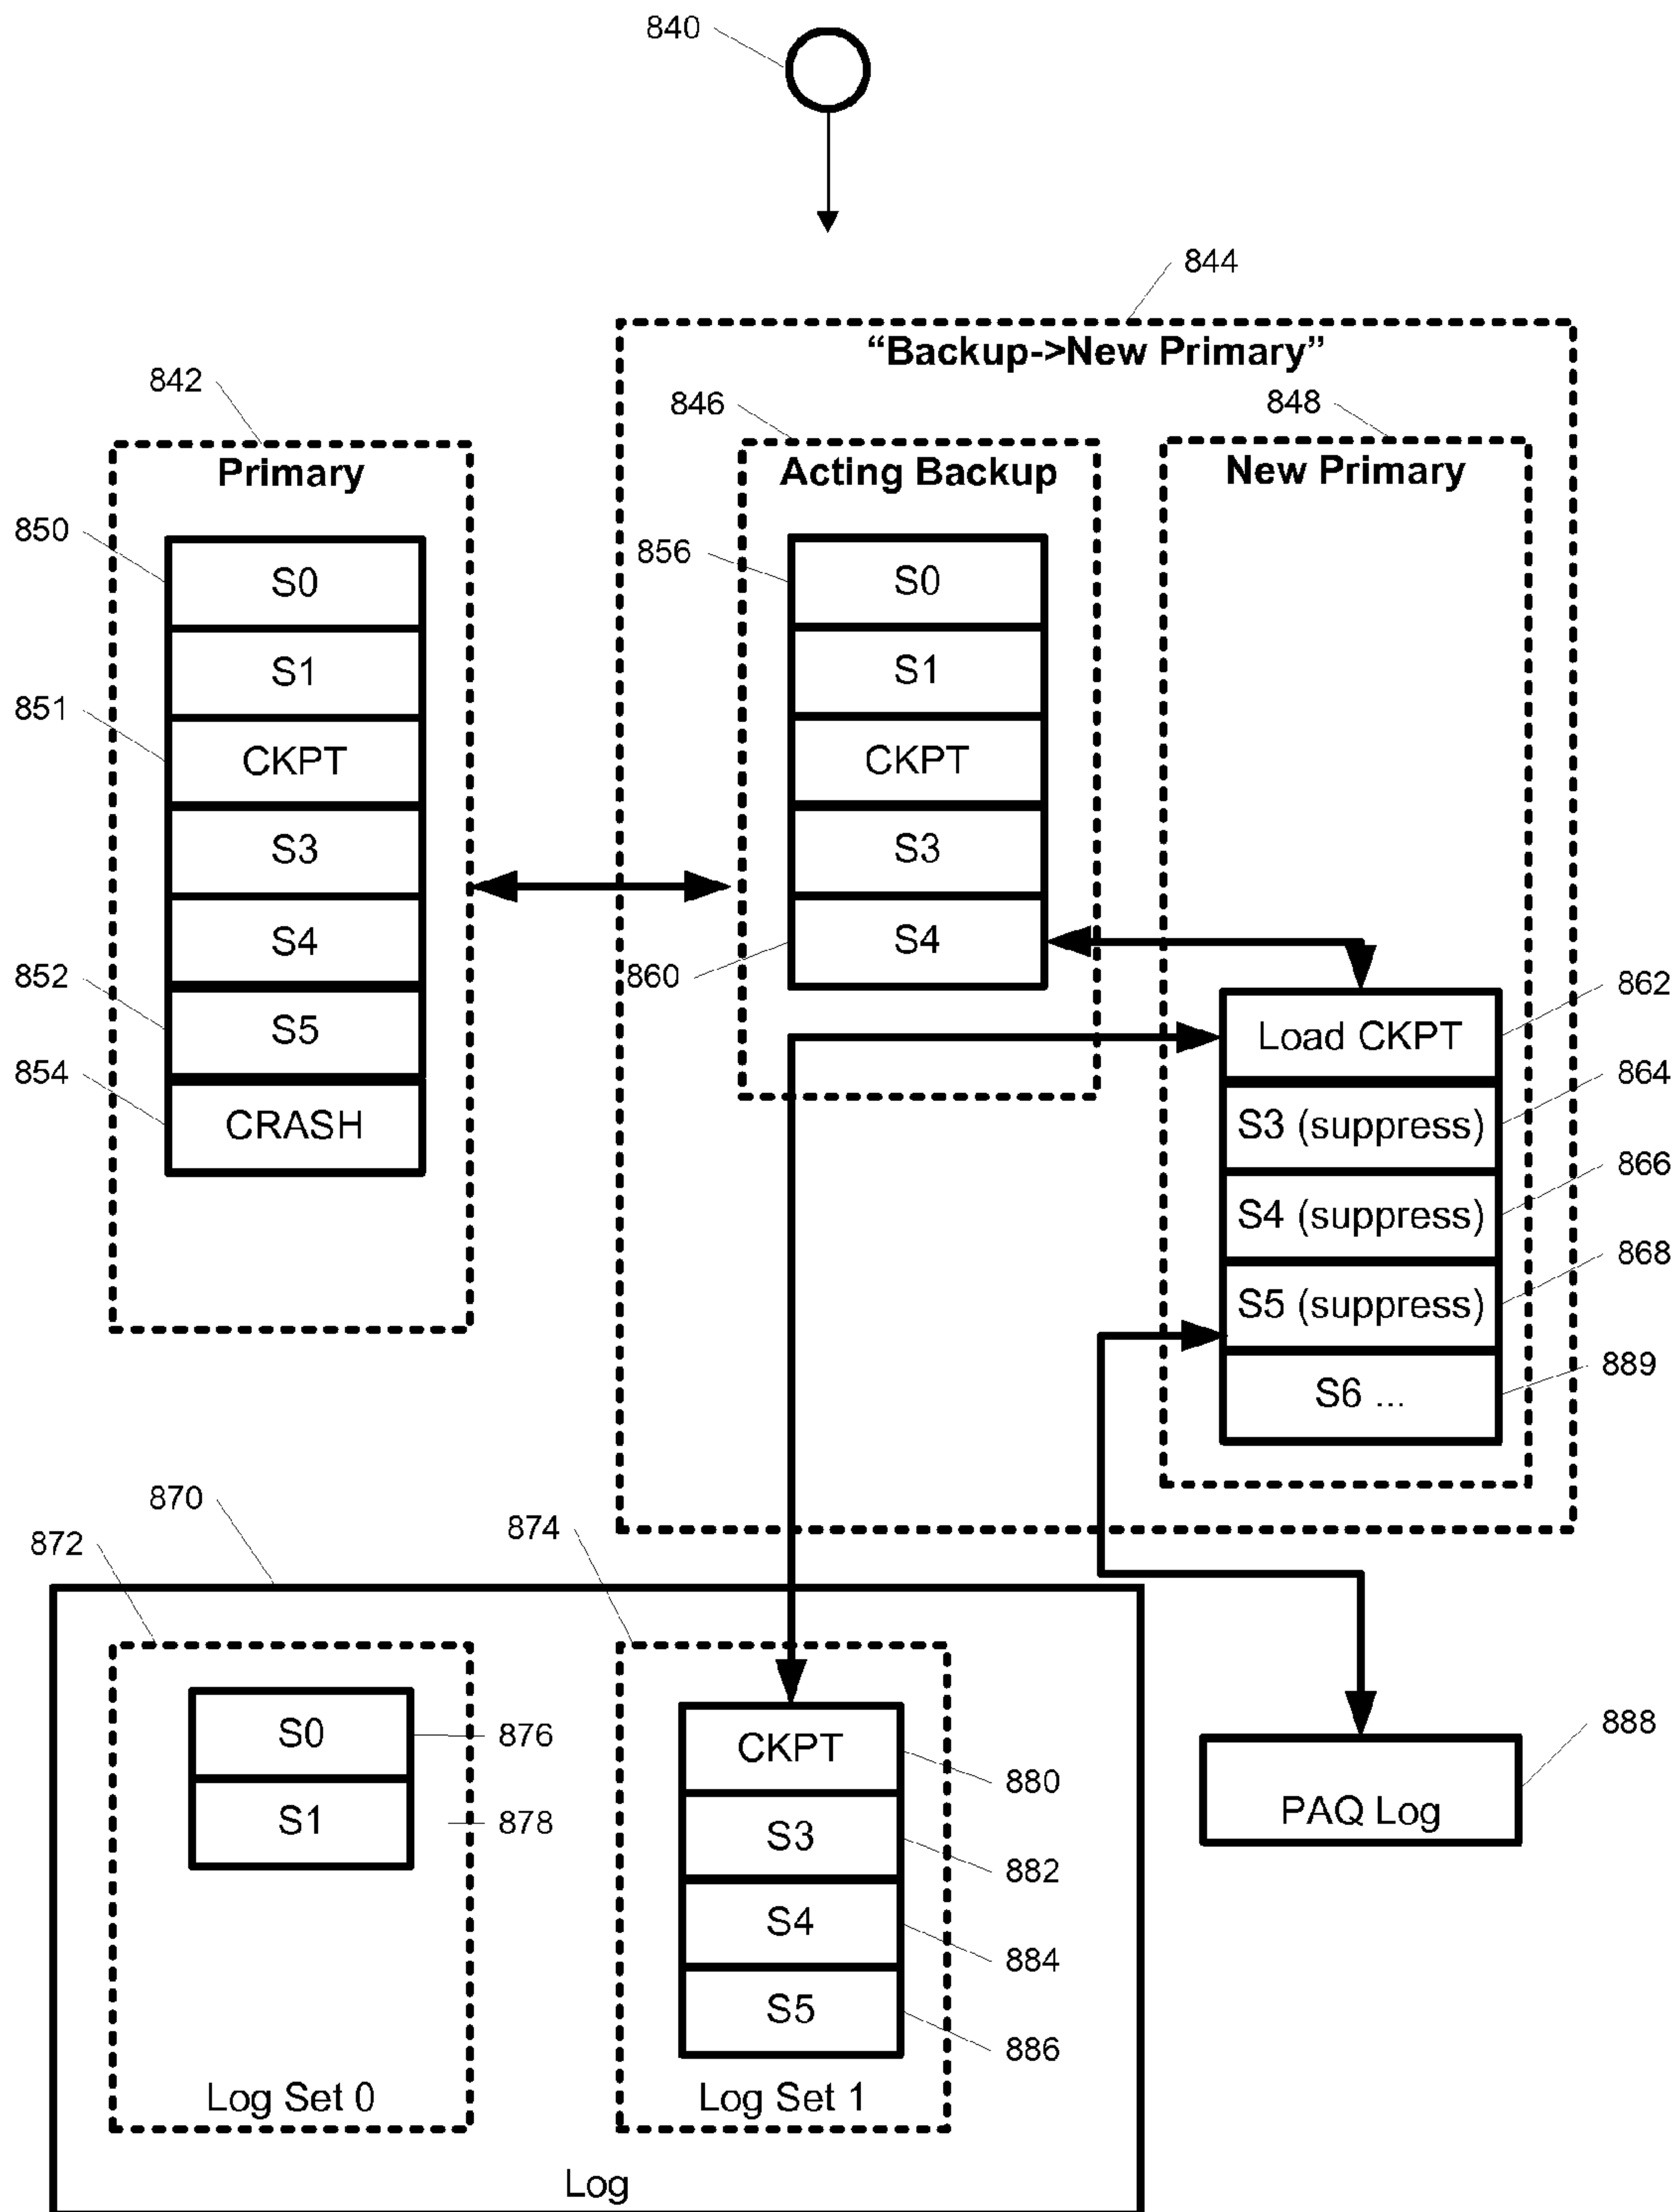 840
844
“Backup->New Primary”
842
846
848
Primary
Acting Backup
New Primary
850
S0
S1
851
CKPT
S3
S4
852
S5
854
CRASH
856
S0
S1
CKPT
S3
860
S4
862
Load CKPT
864
S3 (suppress)
866
S4 (suppress)
868
S5 (suppress)
889
S6 ...
870
872
874
S0
876
S1
878
Log Set 0
CKPT
880
S3
882
S4
884
S5
886
Log Set 1
Log
888
PAQ Log